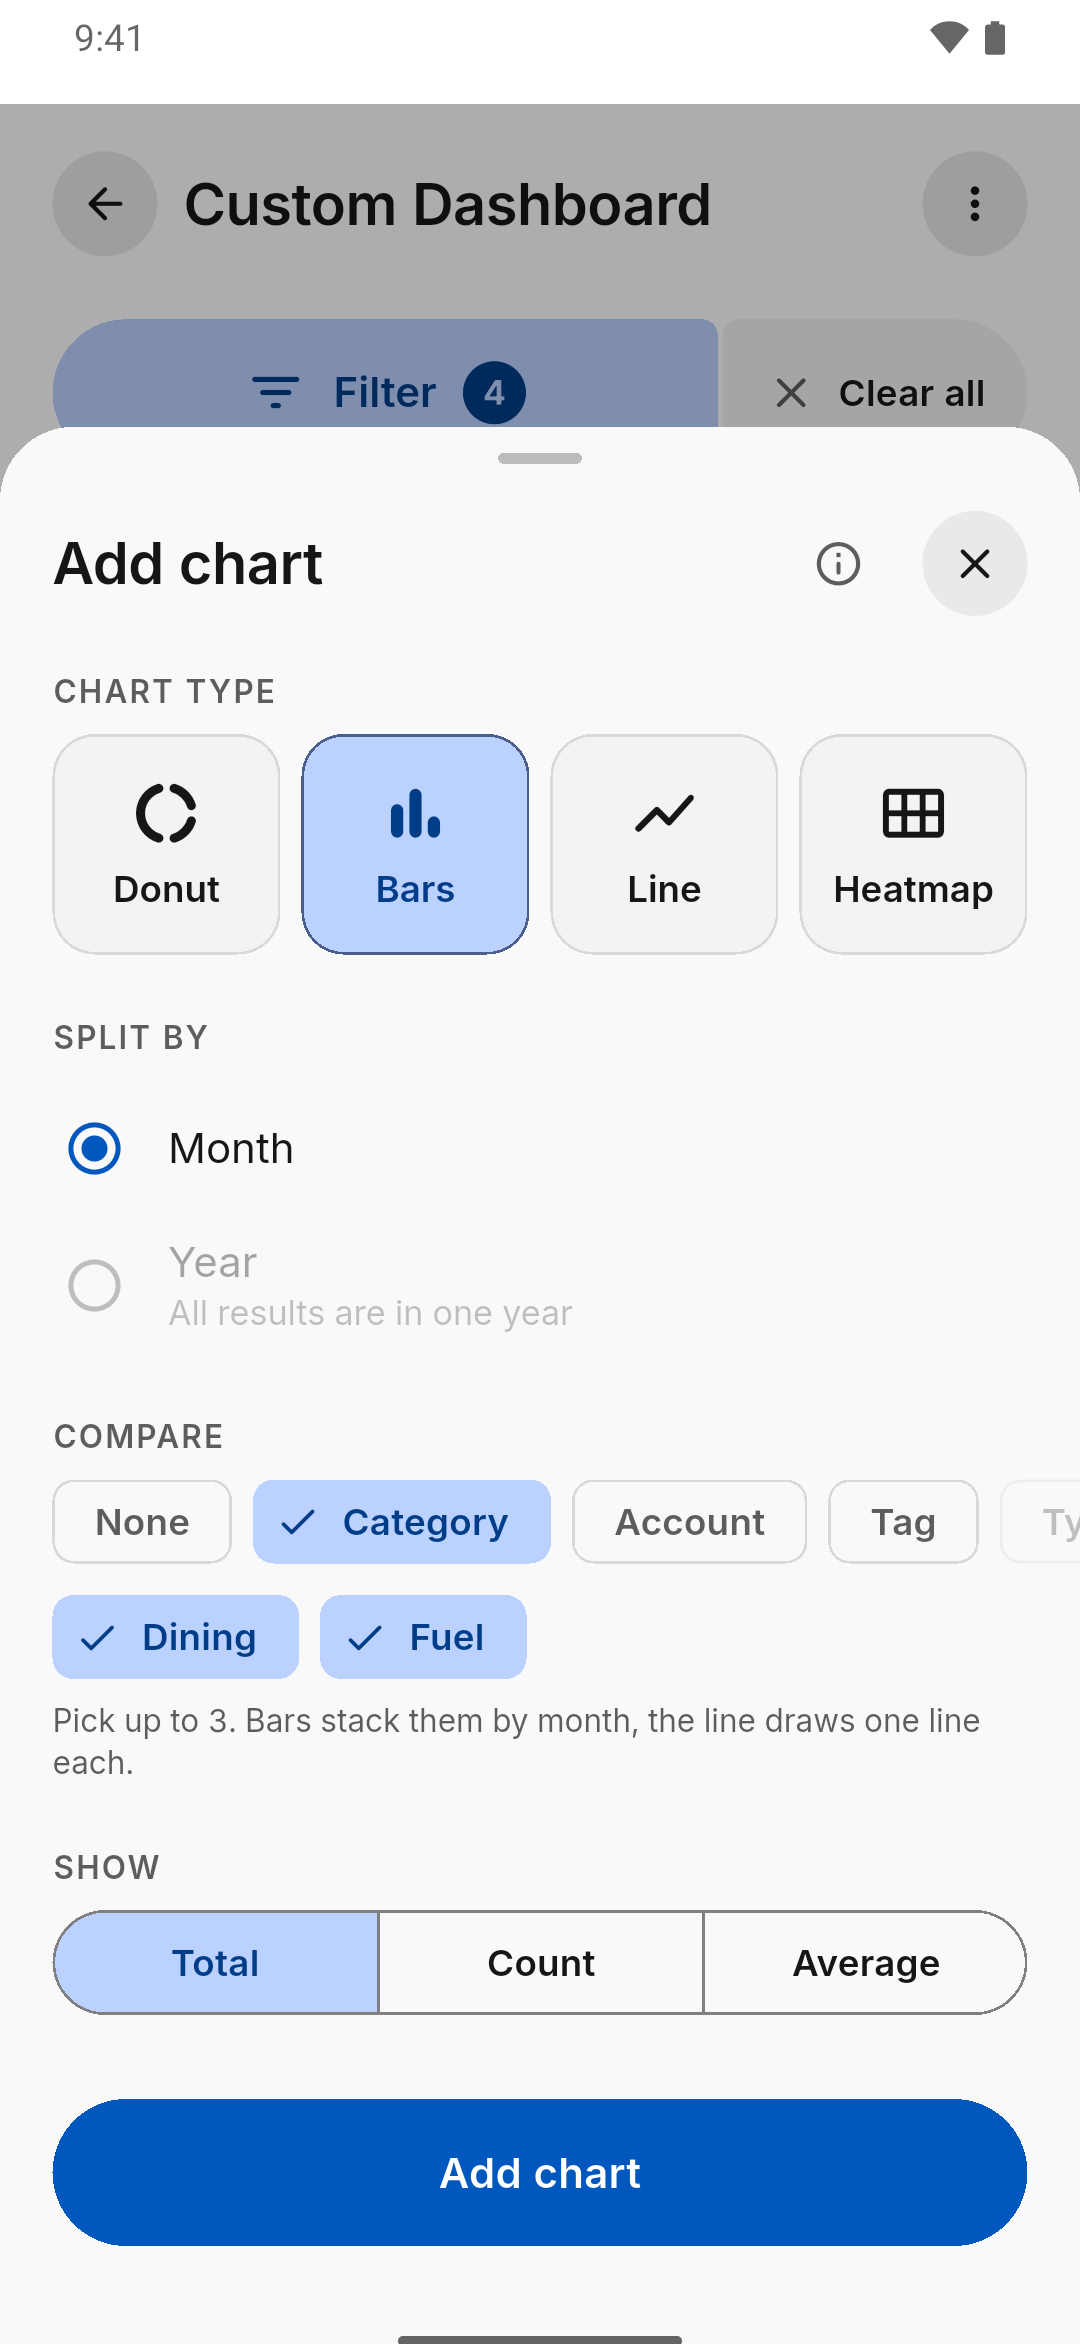 9:41
Custom Dashboard
Filter 4 Clear all
Add chart
CHART TYPE
Donut Bars Line Heatmap
SPLIT BY
Month
Year
All results are in one year
COMPARE
None Category Account Tag Ty
Dining Fuel
Pick up to 3. Bars stack them by month, the line draws one line
each.
SHOW
Total Count Average
Add chart